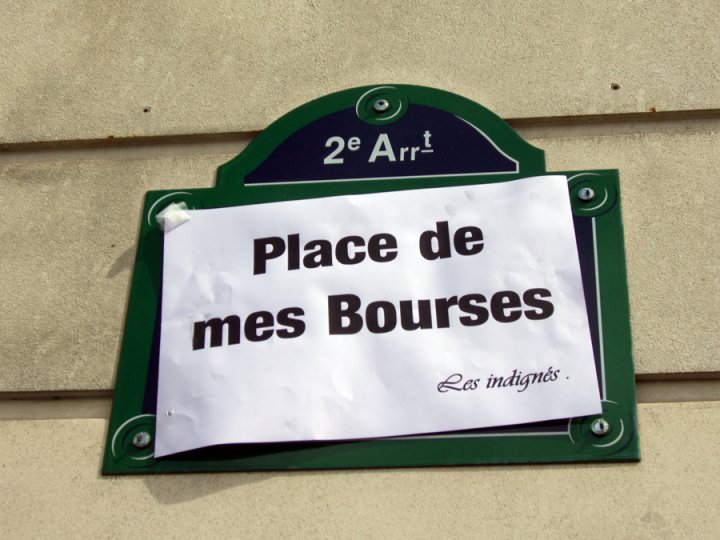 2e Arrt
Place de
mes Bourses
Les indignés.